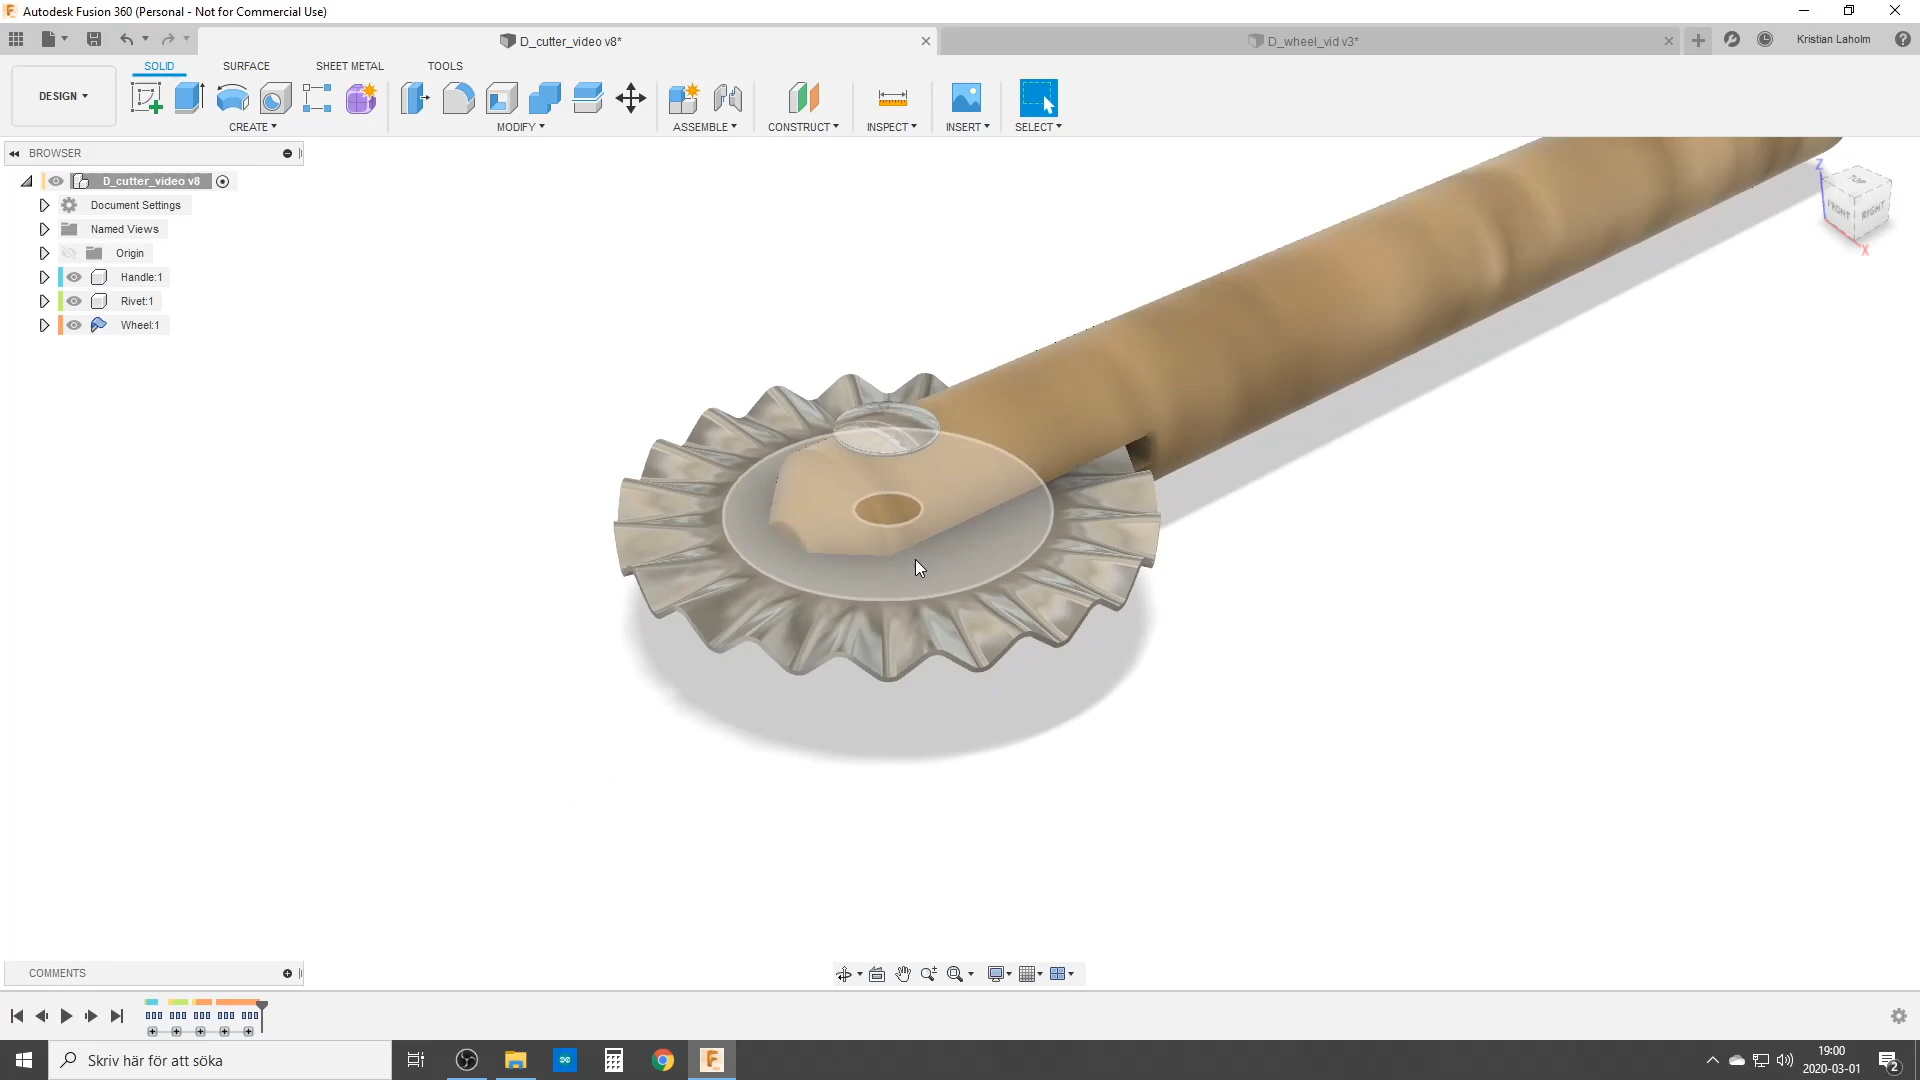 Autodesk Fusion 360 (Personal - Not for Commercial Use)
D_cutter_video v8*
D_wheel_vid v3*
Kristian Laholm
DESIGN
SOLID
SURFACE
SHEET METAL
TOOLS
CREATE
MODIFY
ASSEMBLE
CONSTRUCT
INSPECT
INSERT
SELECT
BROWSER
D_cutter_video v8
Document Settings
Named Views
Origin
Handle:1
Rivet:1
Wheel:1
Z
TOP
FRONT
RIGHT
X
COMMENTS
Skriv här för att söka
19:00
2020-03-01
2